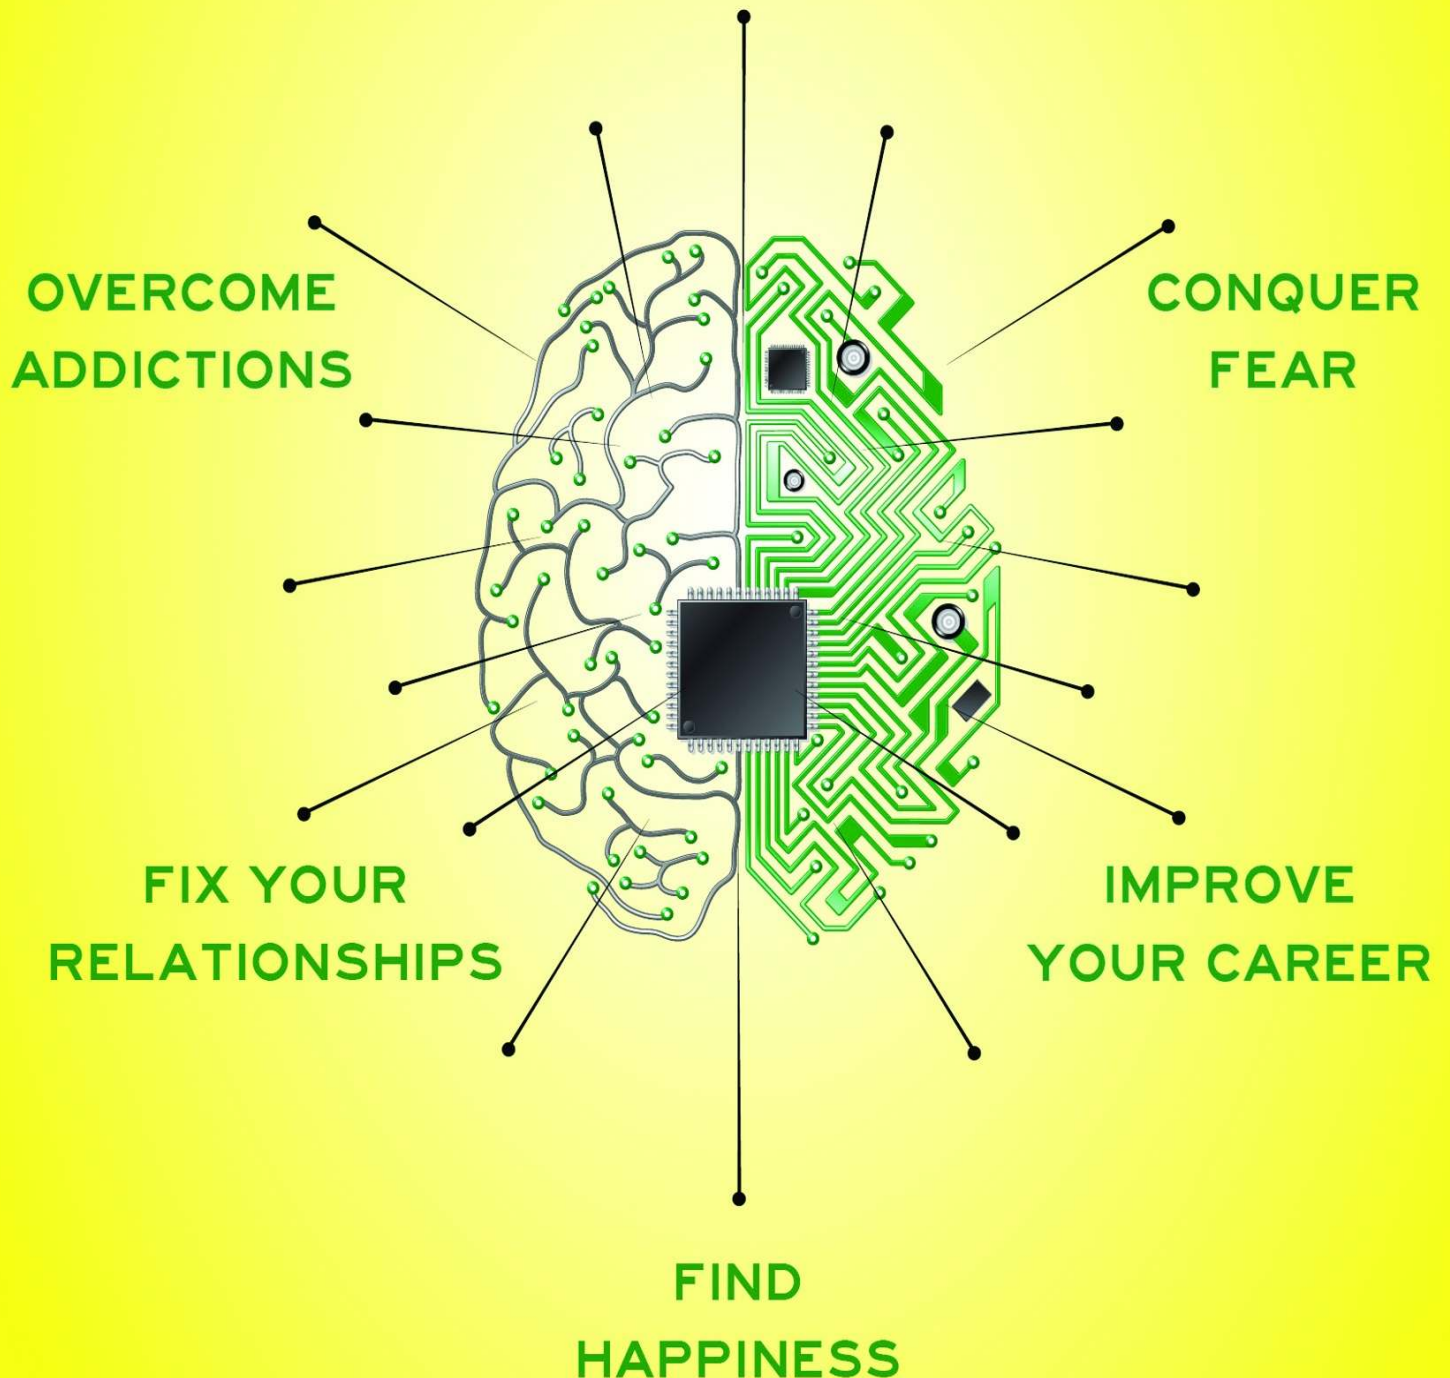 OVERCOME
ADDICTIONS
CONQUER
FEAR
FIX YOUR
RELATIONSHIPS
IMPROVE
YOUR CAREER
FIND
HAPPINESS